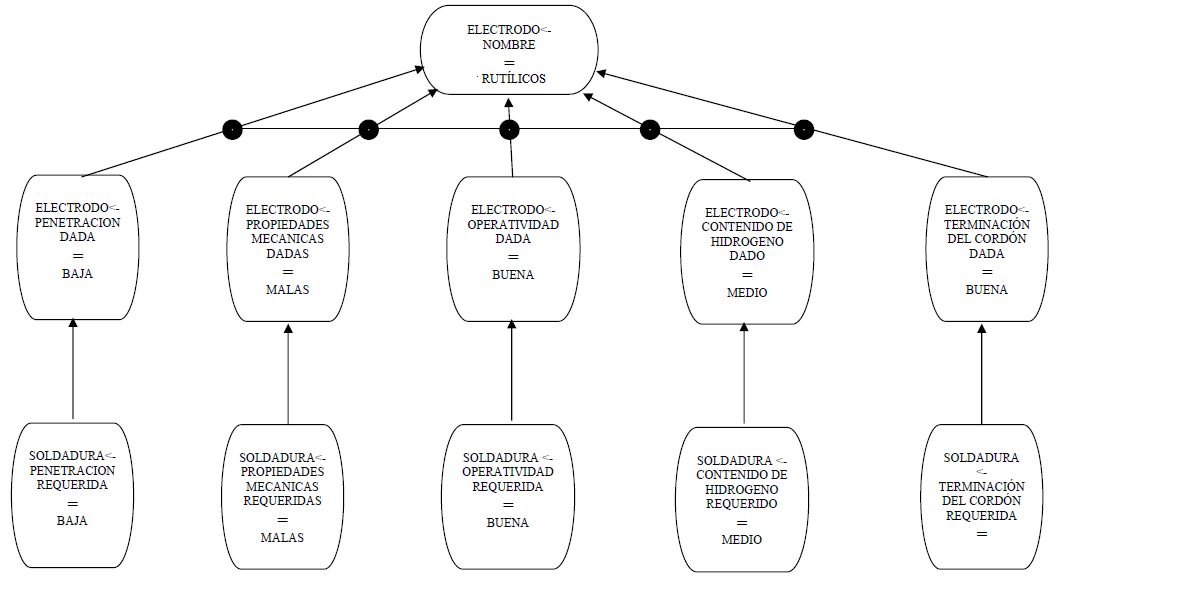 ELECTRODO<-
NOMBRE
=
RUTÍLICOS
ELECTRODO<-
PENETRACION
DADA
=
BAJA
ELECTRODO<-
PROPIEDADES
MECANICAS
DADAS
=
MALAS
ELECTRODO<-
OPERATIVIDAD
DADA
=
BUENA
ELECTRODO<-
CONTENIDO DE
HIDROGENO
DADO
=
MEDIO
ELECTRODO<-
TERMINACIÓN
DEL CORDÓN
DADA
=
BUENA
SOLDADURA<-
PENETRACION
REQUERIDA
=
BAJA
SOLDADURA<-
PROPIEDADES
MECANICAS
REQUERIDAS
=
MALAS
SOLDADURA <-
OPERATIVIDAD
REQUERIDA
=
BUENA
SOLDADURA <-
CONTENIDO DE
HIDROGENO
REQUERIDO
=
MEDIO
SOLDADURA
<-
TERMINACIÓN
DEL CORDÓN
REQUERIDA
=